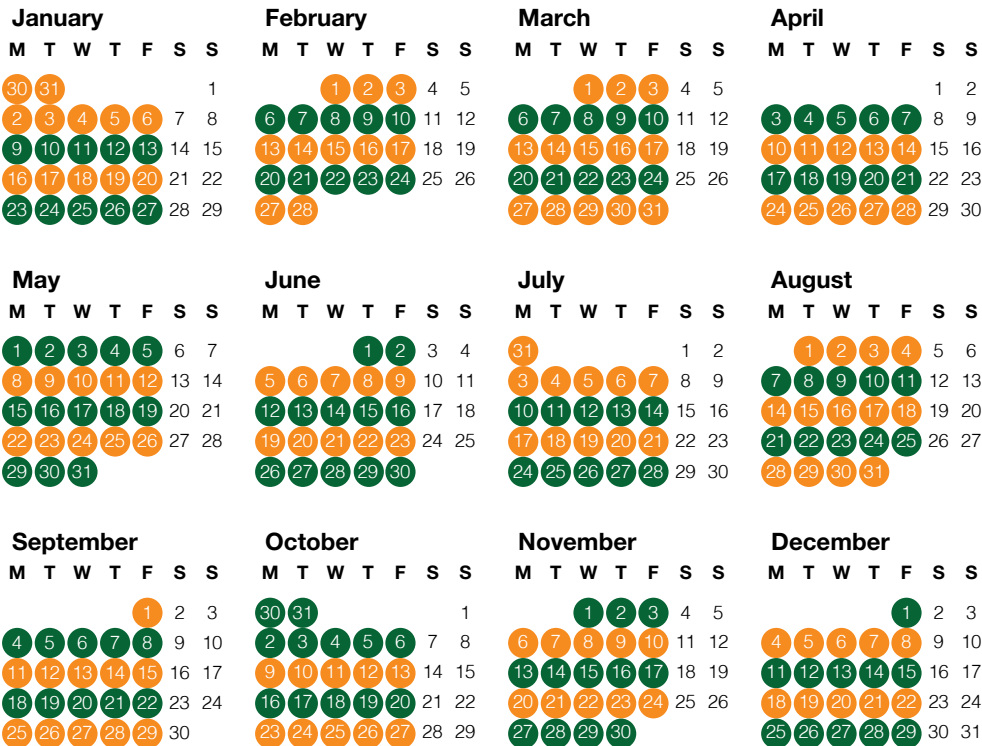 January February March April
M T W T F S S M T W T F S S M T W T F S S M T W T F S S
30 31 1 1 2 3 4 5 1 2 3 4 5 1 2
2 3 4 5 6 7 8 6 7 8 9 10 11 12 6 7 8 9 10 11 12 3 4 5 6 7 8 9
9 10 11 12 13 14 15 13 14 15 16 17 18 19 13 14 15 16 17 18 19 10 11 12 13 14 15 16
16 17 18 19 20 21 22 20 21 22 23 24 25 26 20 21 22 23 24 25 26 17 18 19 20 21 22 23
23 24 25 26 27 28 29 27 28 27 28 29 30 31 24 25 26 27 28 29 30
May June July August
M T W T F S S M T W T F S S M T W T F S S M T W T F S S
1 2 3 4 5 6 7 1 2 3 4 31 1 2 1 2 3 4 5 6
8 9 10 11 12 13 14 5 6 7 8 9 10 11 3 4 5 6 7 8 9 7 8 9 10 11 12 13
15 16 17 18 19 20 21 12 13 14 15 16 17 18 10 11 12 13 14 15 16 14 15 16 17 18 19 20
22 23 24 25 26 27 28 19 20 21 22 23 24 25 17 18 19 20 21 22 23 21 22 23 24 25 26 27
29 30 31 26 27 28 29 30 24 25 26 27 28 29 30 28 29 30 31
September October November December
M T W T F S S M T W T F S S M T W T F S S M T W T F S S
1 2 3 30 31 1 1 2 3 4 5 1 2 3
4 5 6 7 8 9 10 2 3 4 5 6 7 8 6 7 8 9 10 11 12 4 5 6 7 8 9 10
11 12 13 14 15 16 17 9 10 11 12 13 14 15 13 14 15 16 17 18 19 11 12 13 14 15 16 17
18 19 20 21 22 23 24 16 17 18 19 20 21 22 20 21 22 23 24 25 26 18 19 20 21 22 23 24
25 26 27 28 29 30 23 24 25 26 27 28 29 27 28 29 30 25 26 27 28 29 30 31